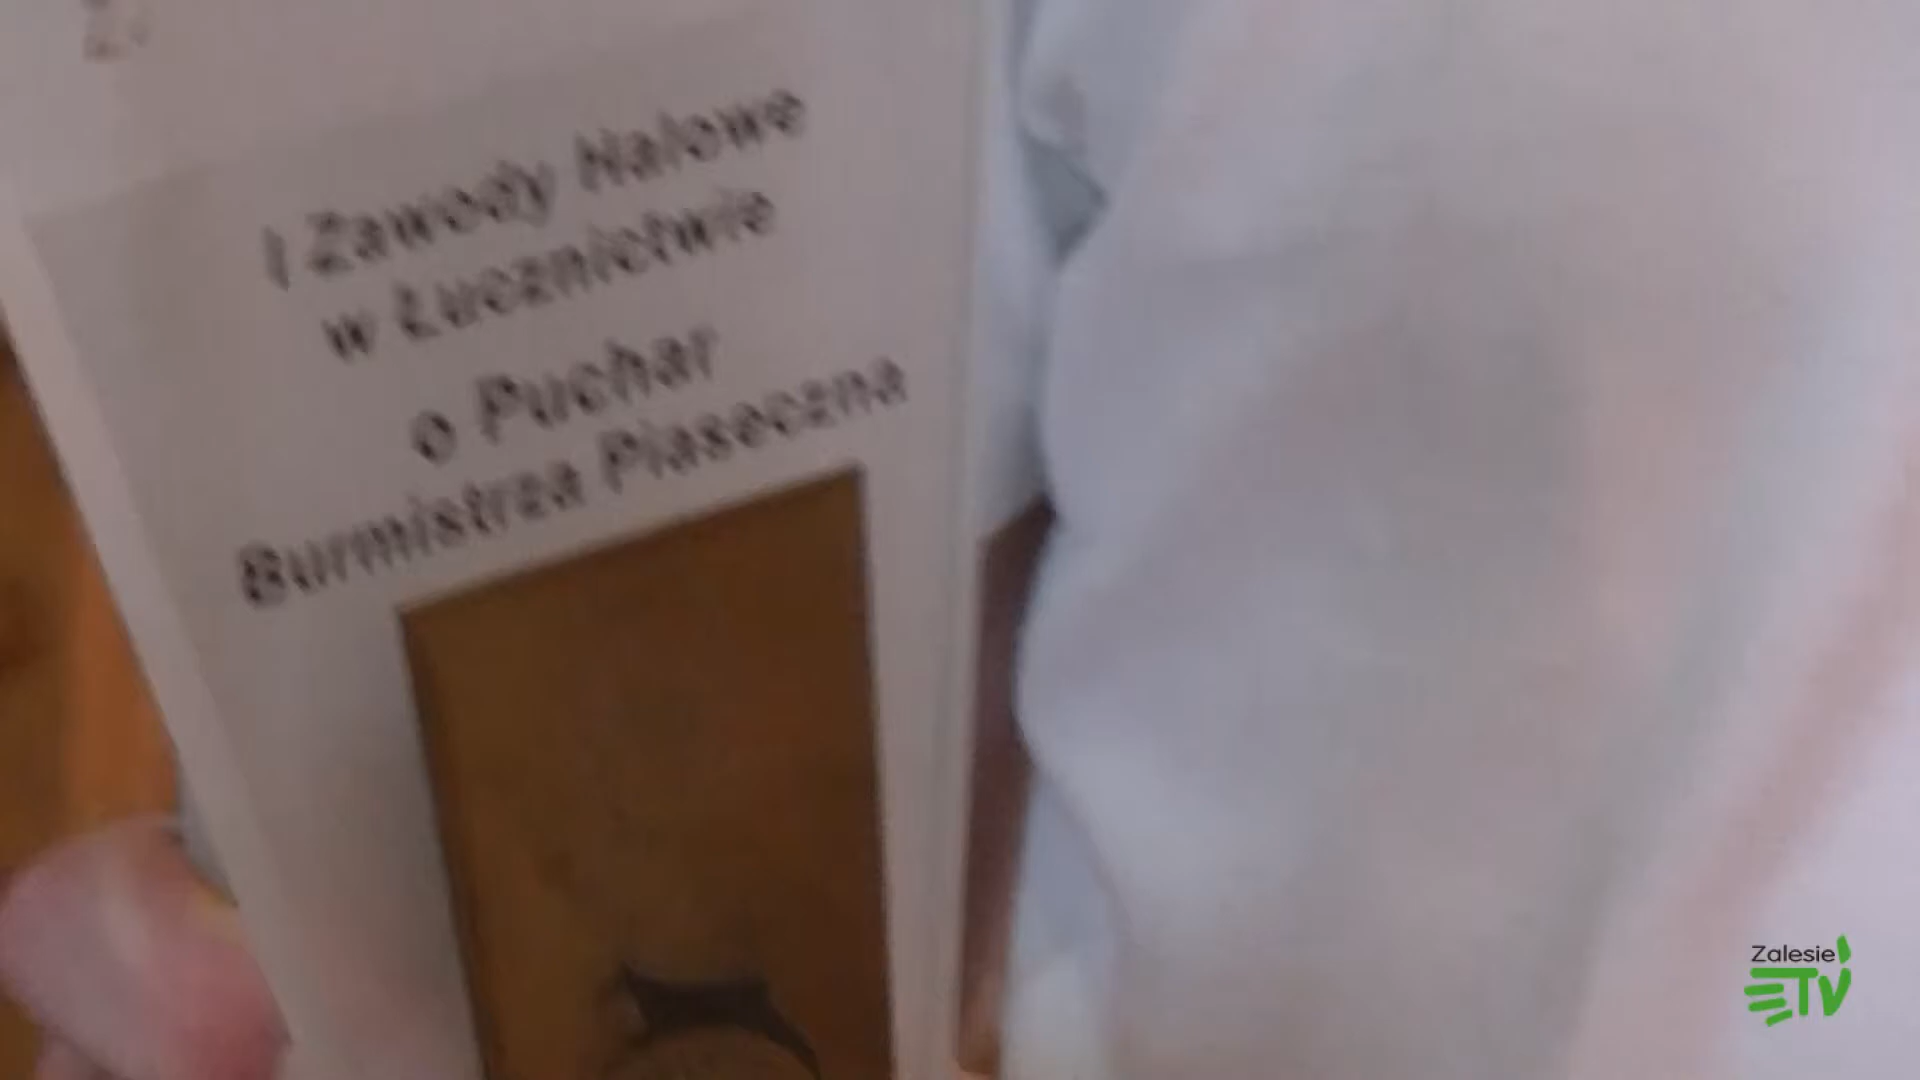 I Zawody Halowe
w Łucznictwie
o Puchar
Burmistrza Piaseczna
Zalesie
TV